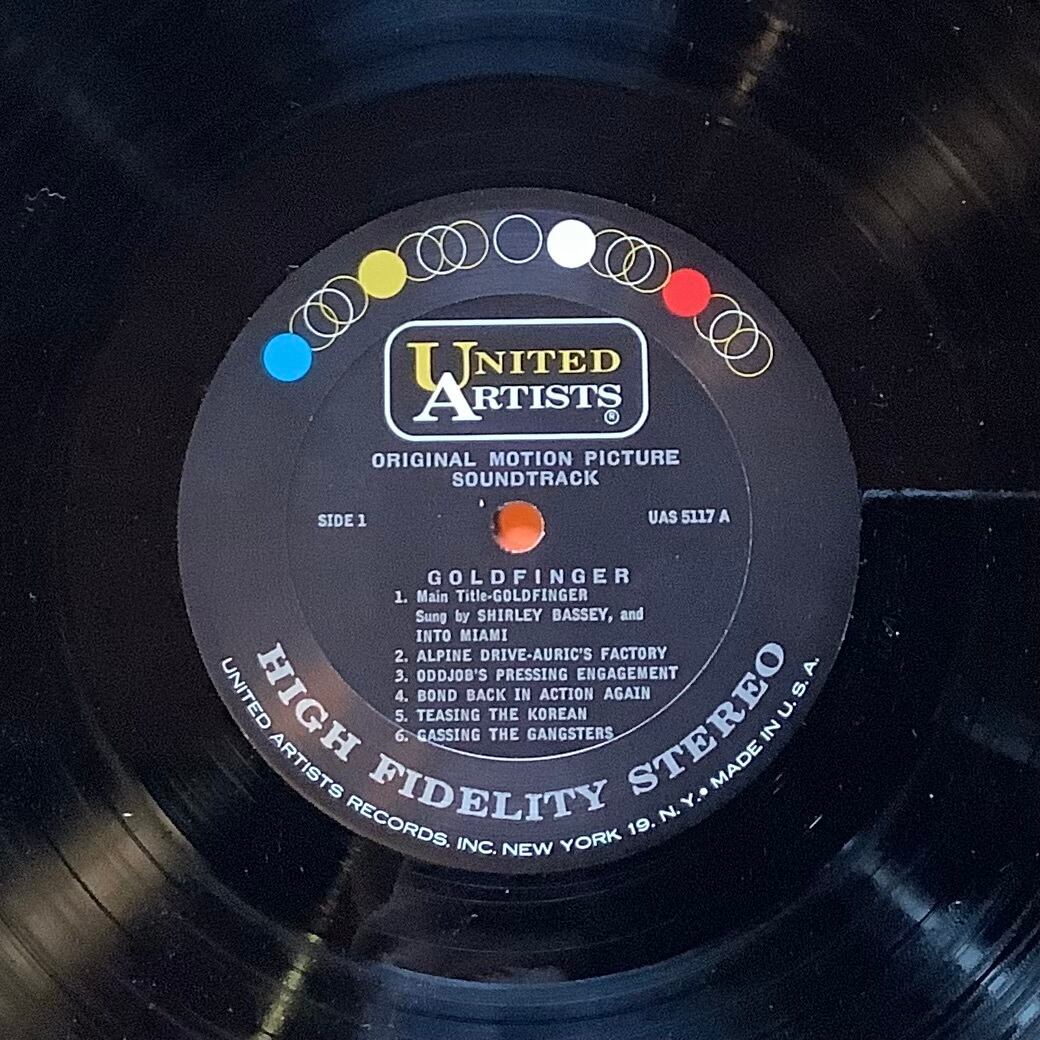 UNITED
ARTISTS
®
ORIGINAL MOTION PICTURE
SOUNDTRACK
SIDE 1
UAS 5117 A
GOLDFINGER
1. Main Title-GOLDFINGER
Sung by SHIRLEY BASSEY, and
INTO MIAMI
2. ALPINE DRIVE-AURIC'S FACTORY
3. ODDJOB'S PRESSING ENGAGEMENT
4. BOND BACK IN ACTION AGAIN
5. TEASING THE KOREAN
6. GASSING THE GANGSTERS
HIGH FIDELITY STEREO
UNITED ARTISTS RECORDS, INC. NEW YORK 19, N.Y. • MADE IN U.S.A.